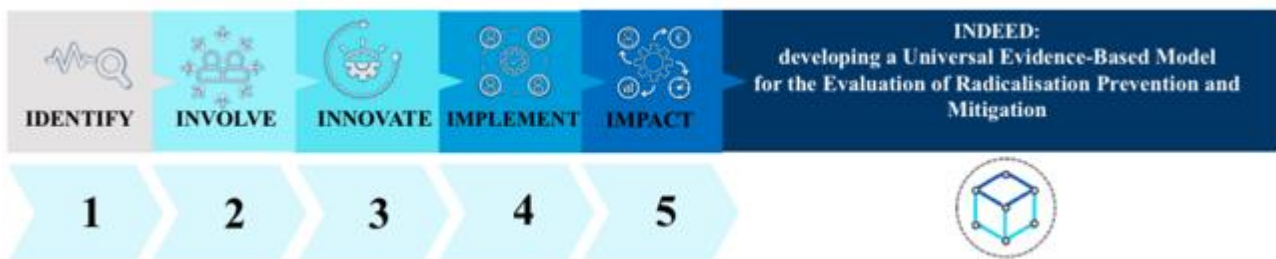 IDENTIFY
INVOLVE
INNOVATE
IMPLEMENT
IMPACT
INDEED:
developing a Universal Evidence-Based Model
for the Evaluation of Radicalisation Prevention and
Mitigation
1
2
3
4
5